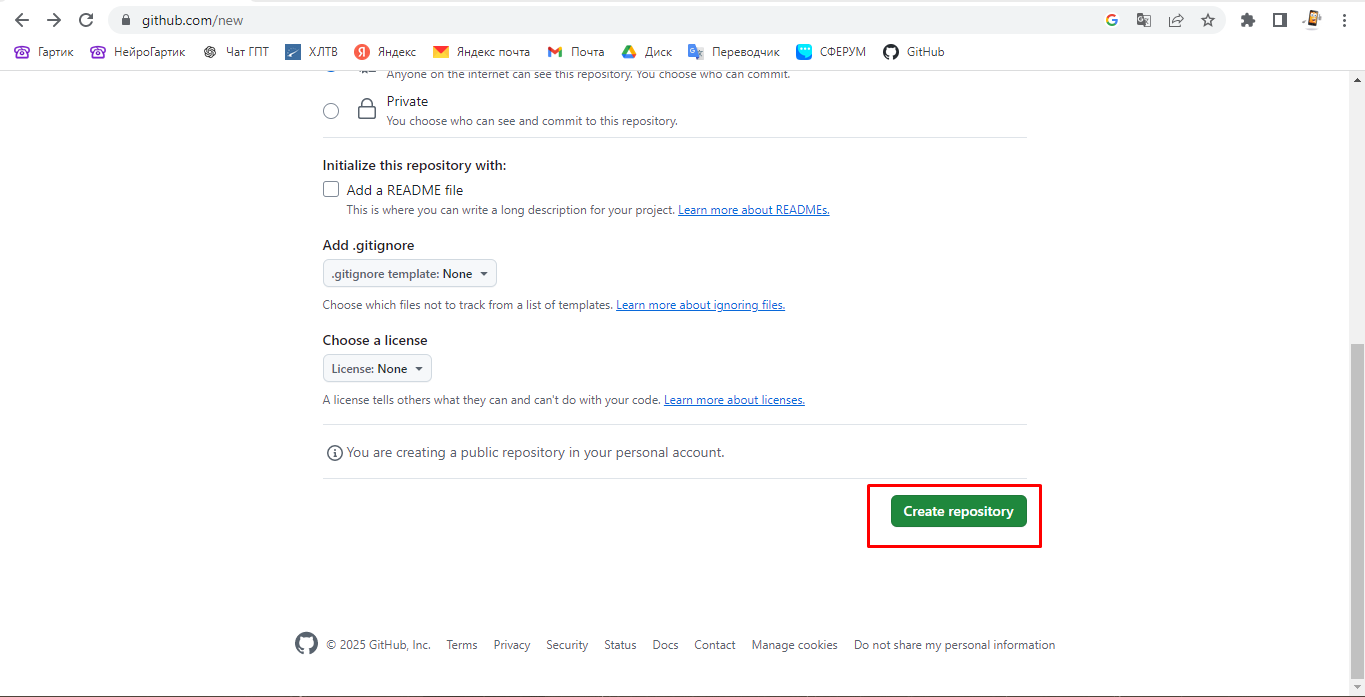 github.com/new
Гартик НейроГартик Чат ГПТ ХЛТВ Яндекс Яндекс почта Почта Диск Переводчик СФЕРУМ GitHub
Anyone on the internet can see this repository. You choose who can commit.
Private
You choose who can see and commit to this repository.
Initialize this repository with:
Add a README file
This is where you can write a long description for your project. Learn more about READMEs.
Add .gitignore
.gitignore template: None
Choose which files not to track from a list of templates. Learn more about ignoring files.
Choose a license
License: None
A license tells others what they can and can't do with your code. Learn more about licenses.
You are creating a public repository in your personal account.
Create repository
© 2025 GitHub, Inc. Terms Privacy Security Status Docs Contact Manage cookies Do not share my personal information